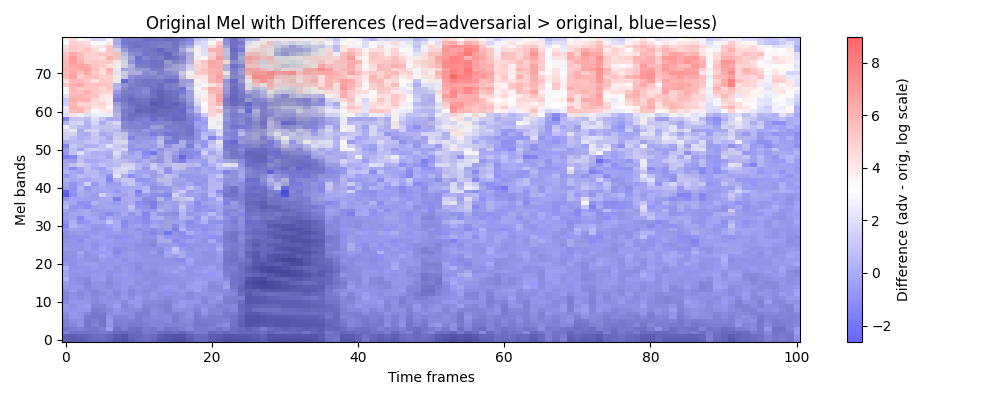 Original Mel with Differences (red=adversarial > original, blue=less)
Mel bands
70
60
50
40
30
20
10
0
0 20 40 60 80 100
Time frames
8
6
4
2
0
−2
Difference (adv - orig, log scale)